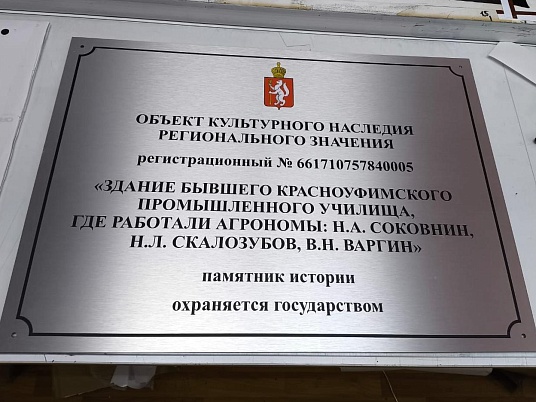 ОБЪЕКТ КУЛЬТУРНОГО НАСЛЕДИЯ
РЕГИОНАЛЬНОГО ЗНАЧЕНИЯ
регистрационный № 661710757840005
«ЗДАНИЕ БЫВШЕГО КРАСНОУФИМСКОГО
ПРОМЫШЛЕННОГО УЧИЛИЩА,
ГДЕ РАБОТАЛИ АГРОНОМЫ: Н.А. СОКОВНИН,
Н.Л. СКАЛОЗУБОВ, В.Н. ВАРГИН»
памятник истории
охраняется государством